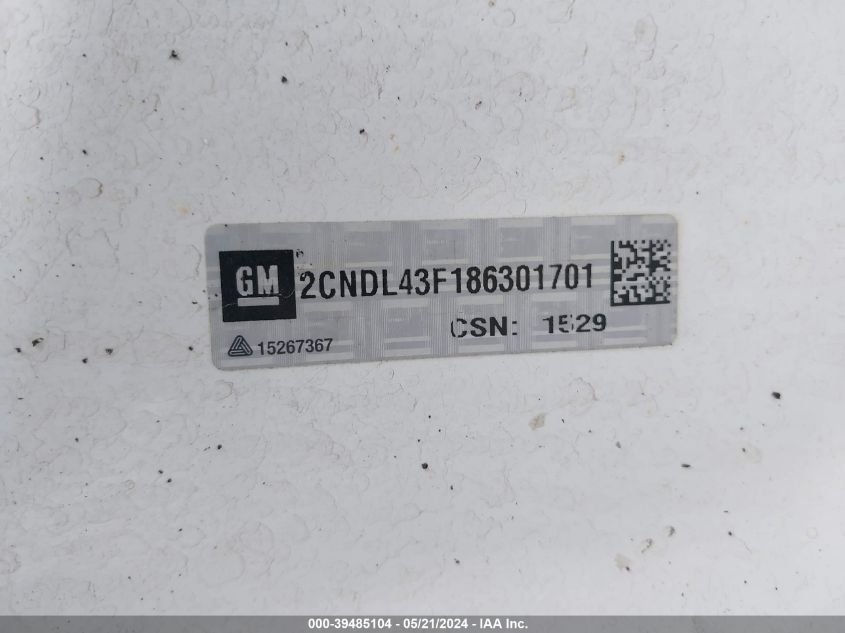 GM
2CNDL43F186301701
CSN: 1529
15267367
000-39485104 - 05/21/2024 - IAA Inc.